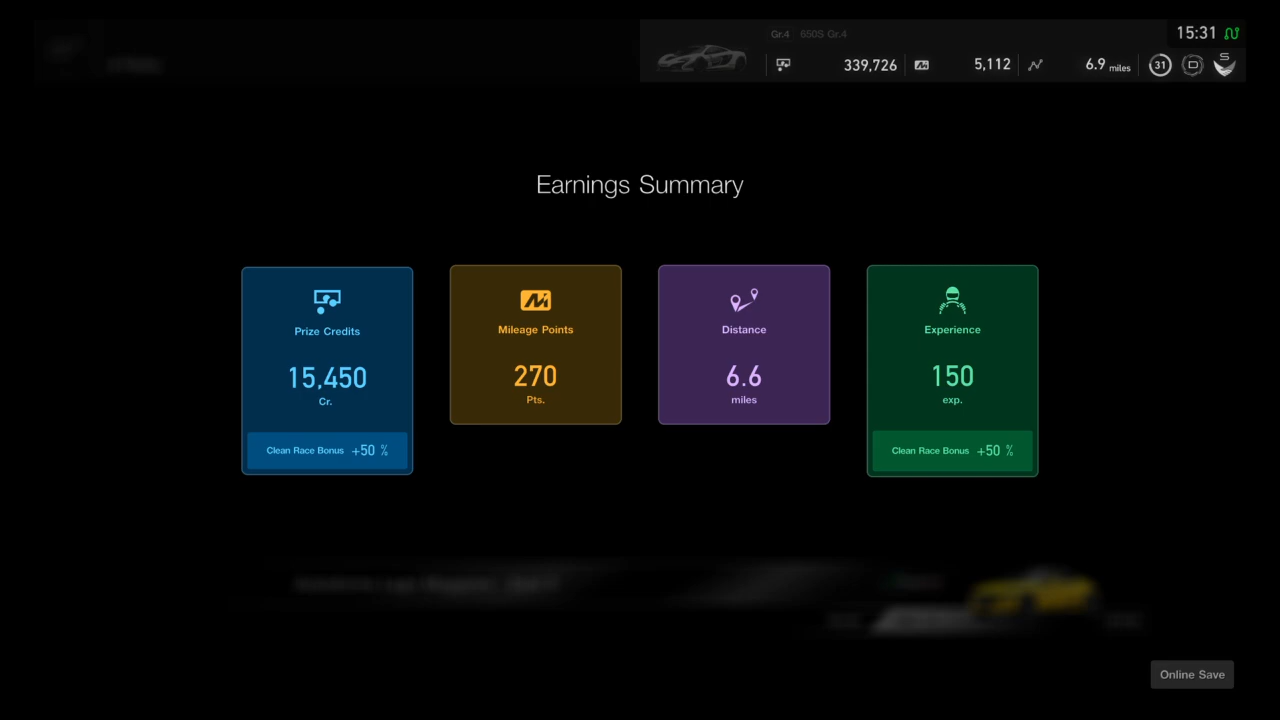 15:31
Gr.4 650S Gr.4
339,726 5,112 6.9 miles 31 D S
Earnings Summary
Prize Credits
15,450
Cr.
Clean Race Bonus +50 %
Mileage Points
270
Pts.
Distance
6.6
miles
Experience
150
exp.
Clean Race Bonus +50 %
Online Save